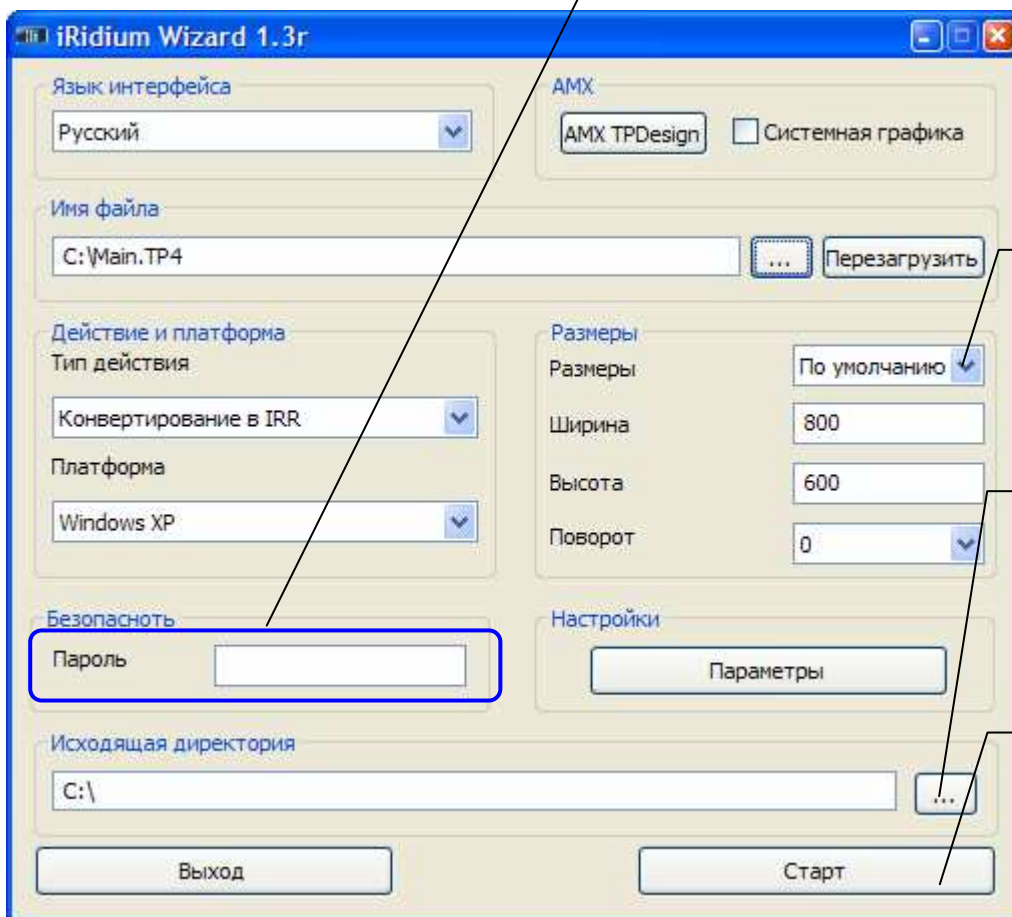 iRidium Wizard 1.3r
Язык интерфейса
Русский
AMX
AMX TPDesign
Системная графика
Имя файла
C:\Main.TP4
...
Перезагрузить
Действие и платформа
Тип действия
Конвертирование в IRR
Платформа
Windows XP
Размеры
Размеры
По умолчанию
Ширина
800
Высота
600
Поворот
0
Безопасноть
Пароль
Настройки
Параметры
Исходящая директория
C:\
...
Выход
Старт